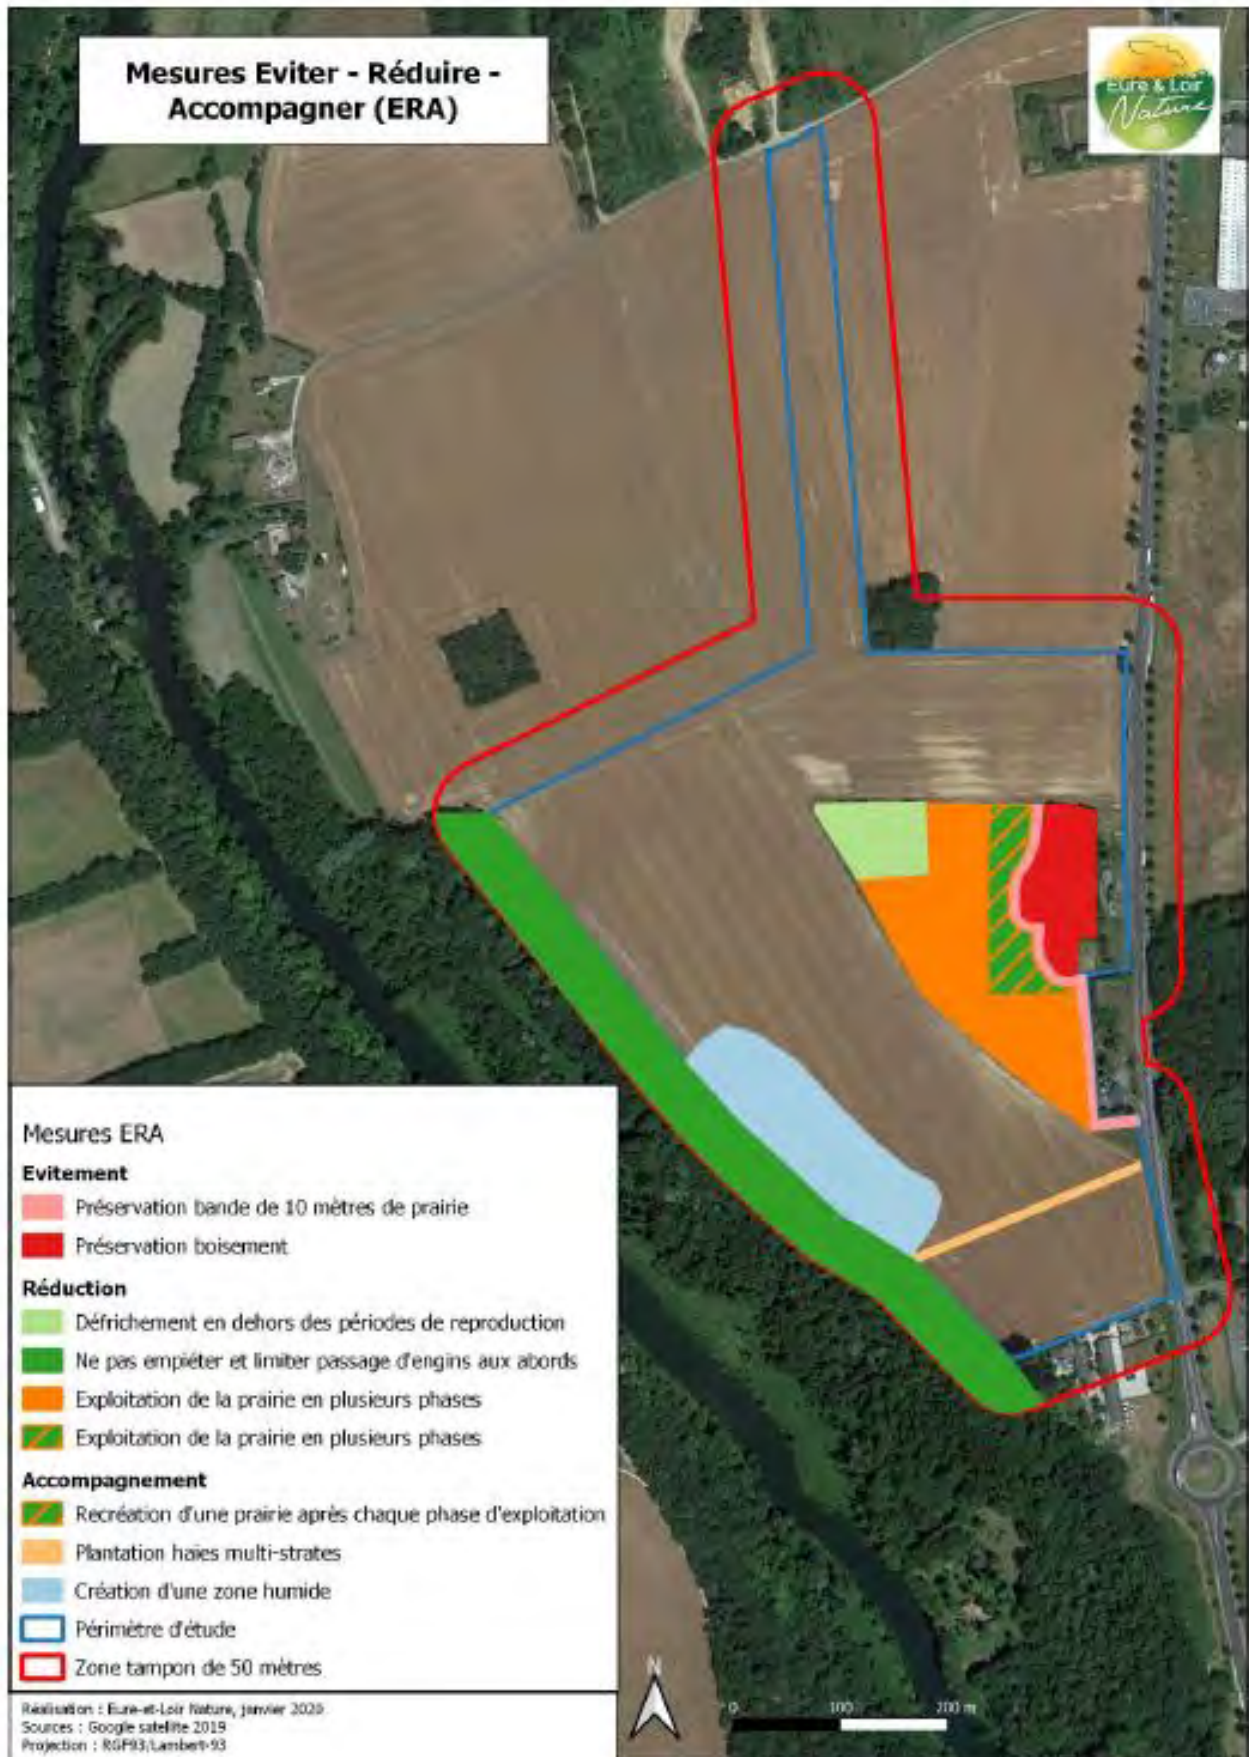 Mesures Eviter - Réduire -
Accompagner (ERA)
Eure & Loir
Nature
Mesures ERA
Evitement
Préservation bande de 10 mètres de prairie
Préservation boisement
Réduction
Défrichement en dehors des périodes de reproduction
Ne pas empiéter et limiter passage d'engins aux abords
Exploitation de la prairie en plusieurs phases
Exploitation de la prairie en plusieurs phases
Accompagnement
Recréation d'une prairie après chaque phase d'exploitation
Plantation haies multi-strates
Création d'une zone humide
Périmètre d'étude
Zone tampon de 50 mètres
N
0 100 200 m
Réalisation : Eure-et-Loir Nature, janvier 2020
Sources : Google satellite 2019
Projection : RGF93/Lambert-93